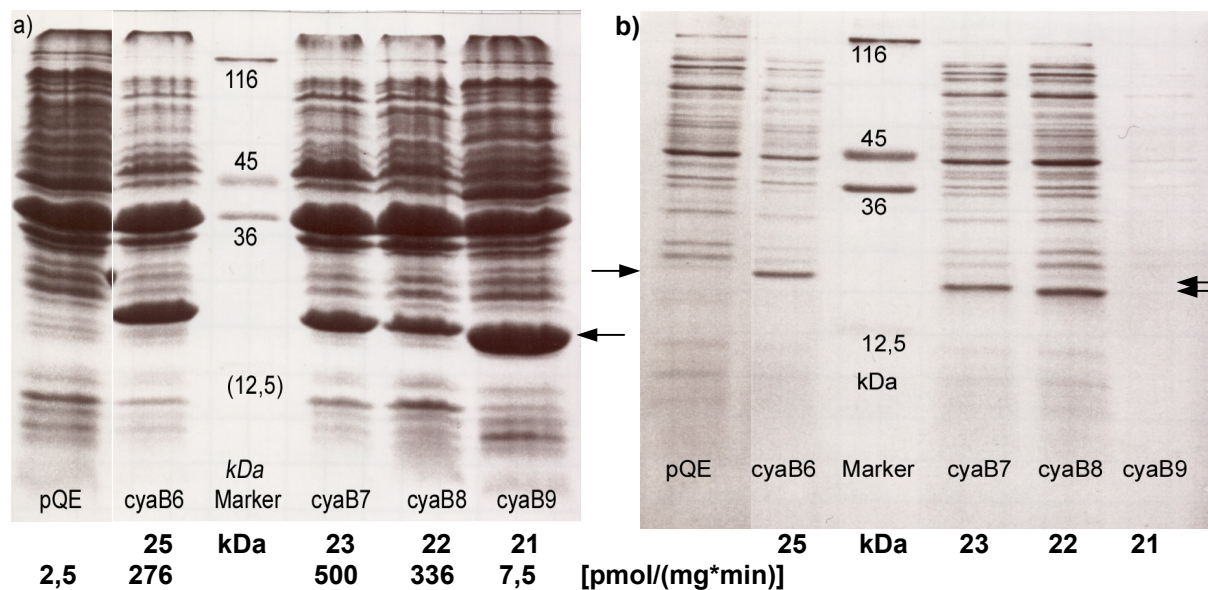 a)
116
45
36
(12,5)
kDa
pQE cyaB6 Marker cyaB7 cyaB8 cyaB9
25 kDa 23 22 21
2,5 276 500 336 7,5 [pmol/(mg*min)]
b)
116
45
36
12,5
kDa
pQE cyaB6 Marker cyaB7 cyaB8 cyaB9
25 kDa 23 22 21